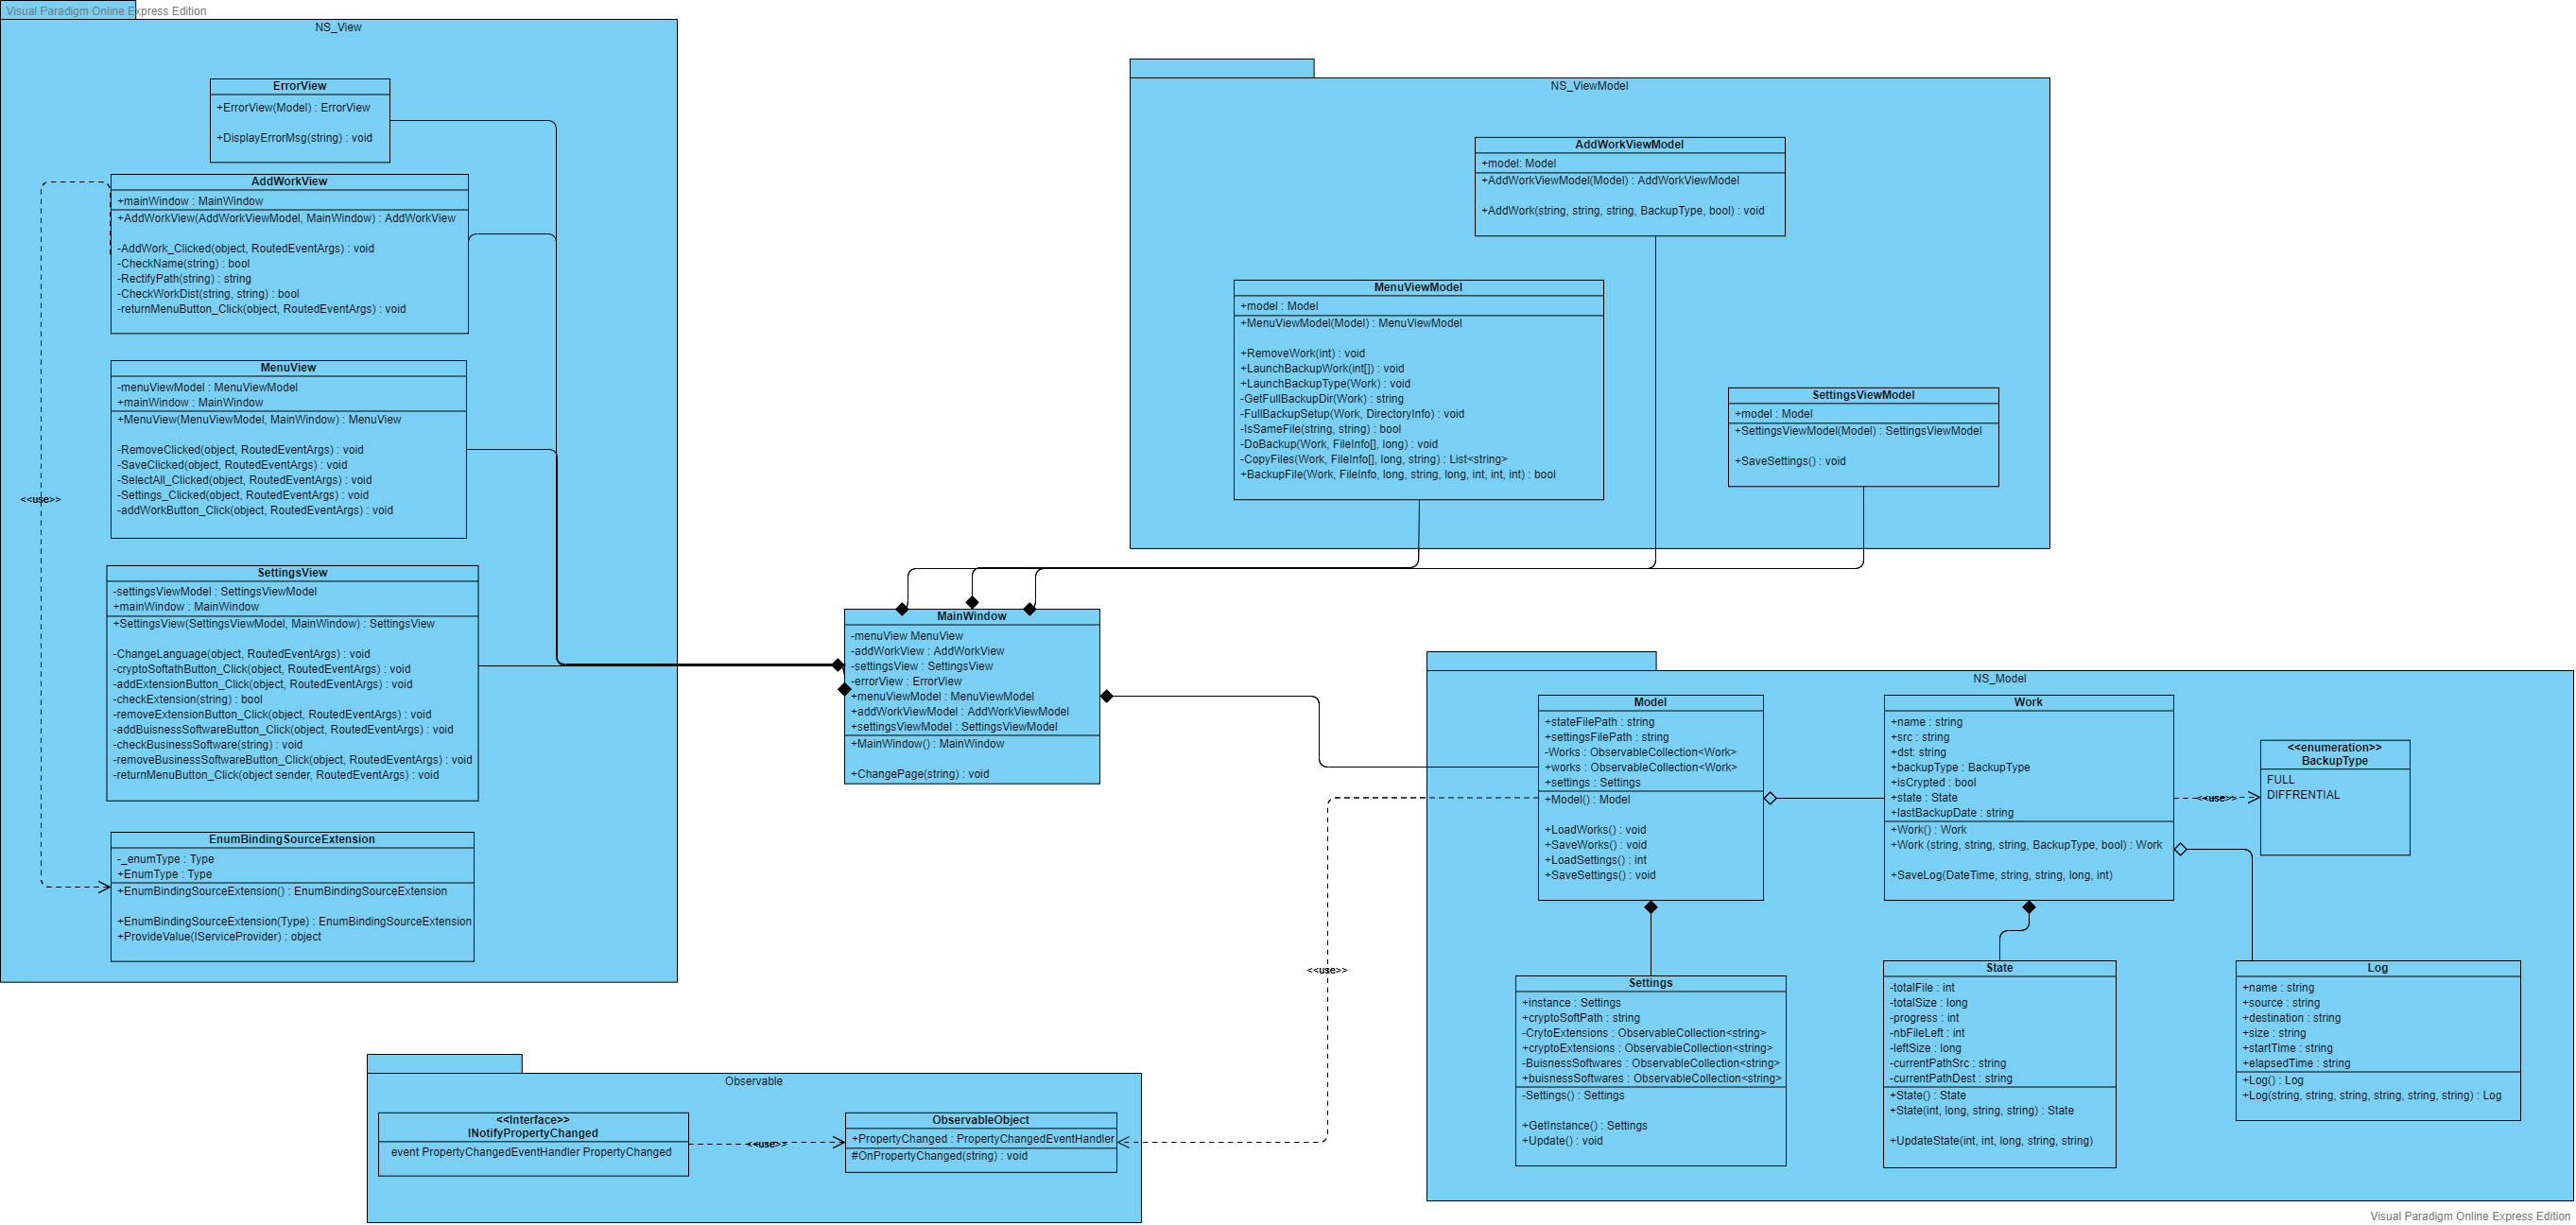 Visual Paradigm Online Express Edition
NS_View
ErrorView
+ErrorView(Model) : ErrorView
+DisplayErrorMsg(string) : void
AddWorkView
+mainWindow : MainWindow
+AddWorkView(AddWorkViewModel, MainWindow) : AddWorkView
-AddWork_Clicked(object, RoutedEventArgs) : void
-CheckName(string) : bool
-RectifyPath(string) : string
-CheckWorkDist(string, string) : bool
-returnMenuButton_Click(object, RoutedEventArgs) : void
MenuView
-menuViewModel : MenuViewModel
+mainWindow : MainWindow
+MenuView(MenuViewModel, MainWindow) : MenuView
-RemoveClicked(object, RoutedEventArgs) : void
-SaveClicked(object, RoutedEventArgs) : void
-SelectAll_Clicked(object, RoutedEventArgs) : void
-Settings_Clicked(object, RoutedEventArgs) : void
-addWorkButton_Click(object, RoutedEventArgs) : void
<<use>>
SettingsView
-settingsViewModel : SettingsViewModel
+mainWindow : MainWindow
+SettingsView(SettingsViewModel, MainWindow) : SettingsView
-ChangeLanguage(object, RoutedEventArgs) : void
-cryptoSoftathButton_Click(object, RoutedEventArgs) : void
-addExtensionButton_Click(object, RoutedEventArgs) : void
-checkExtension(string) : bool
-removeExtensionButton_Click(object, RoutedEventArgs) : void
-addBuisnessSoftwareButton_Click(object, RoutedEventArgs) : void
-checkBusinessSoftware(string) : void
-removeBusinessSoftwareButton_Click(object, RoutedEventArgs) : void
-returnMenuButton_Click(object sender, RoutedEventArgs) : void
EnumBindingSourceExtension
-_enumType : Type
+EnumType : Type
+EnumBindingSourceExtension() : EnumBindingSourceExtension
+EnumBindingSourceExtension(Type) : EnumBindingSourceExtension
+ProvideValue(IServiceProvider) : object
NS_ViewModel
AddWorkViewModel
+model: Model
+AddWorkViewModel(Model) : AddWorkViewModel
+AddWork(string, string, string, BackupType, bool) : void
MenuViewModel
+model : Model
+MenuViewModel(Model) : MenuViewModel
+RemoveWork(int) : void
+LaunchBackupWork(int[]) : void
+LaunchBackupType(Work) : void
-GetFullBackupDir(Work) : string
-FullBackupSetup(Work, DirectoryInfo) : void
-IsSameFile(string, string) : bool
-DoBackup(Work, FileInfo[], long) : void
-CopyFiles(Work, FileInfo[], long, string) : List<string>
+BackupFile(Work, FileInfo, long, string, long, int, int, int) : bool
SettingsViewModel
+model : Model
+SettingsViewModel(Model) : SettingsViewModel
+SaveSettings() : void
MainWindow
-menuView MenuView
-addWorkView : AddWorkView
-settingsView : SettingsView
-errorView : ErrorView
+menuViewModel : MenuViewModel
+addWorkViewModel : AddWorkViewModel
+settingsViewModel : SettingsViewModel
+MainWindow() : MainWindow
+ChangePage(string) : void
NS_Model
Model
+stateFilePath : string
+settingsFilePath : string
-Works : ObservableCollection<Work>
+works : ObservableCollection<Work>
+settings : Settings
+Model() : Model
+LoadWorks() : void
+SaveWorks() : void
+LoadSettings() : int
+SaveSettings() : void
Work
+name : string
+src : string
+dst: string
+backupType : BackupType
+isCrypted : bool
+state : State
+lastBackupDate : string
+Work() : Work
+Work (string, string, string, BackupType, bool) : Work
+SaveLog(DateTime, string, string, long, int)
<<use>>
<<enumeration>>
BackupType
FULL
DIFFRENTIAL
<<use>>
Settings
+instance : Settings
+cryptoSoftPath : string
-CrytoExtensions : ObservableCollection<string>
+cryptoExtensions : ObservableCollection<string>
-BuisnessSoftwares : ObservableCollection<string>
+buisnessSoftwares : ObservableCollection<string>
-Settings() : Settings
+GetInstance() : Settings
+Update() : void
State
-totalFile : int
-totalSize : long
-progress : int
-nbFileLeft : int
-leftSize : long
-currentPathSrc : string
-currentPathDest : string
+State() : State
+State(int, long, string, string) : State
+UpdateState(int, int, long, string, string)
Log
+name : string
+source : string
+destination : string
+size : string
+startTime : string
+elapsedTime : string
+Log() : Log
+Log(string, string, string, string, string, string) : Log
Observable
<<Interface>>
INotifyPropertyChanged
event PropertyChangedEventHandler PropertyChanged
<<use>>
ObservableObject
+PropertyChanged : PropertyChangedEventHandler
#OnPropertyChanged(string) : void
Visual Paradigm Online Express Edition